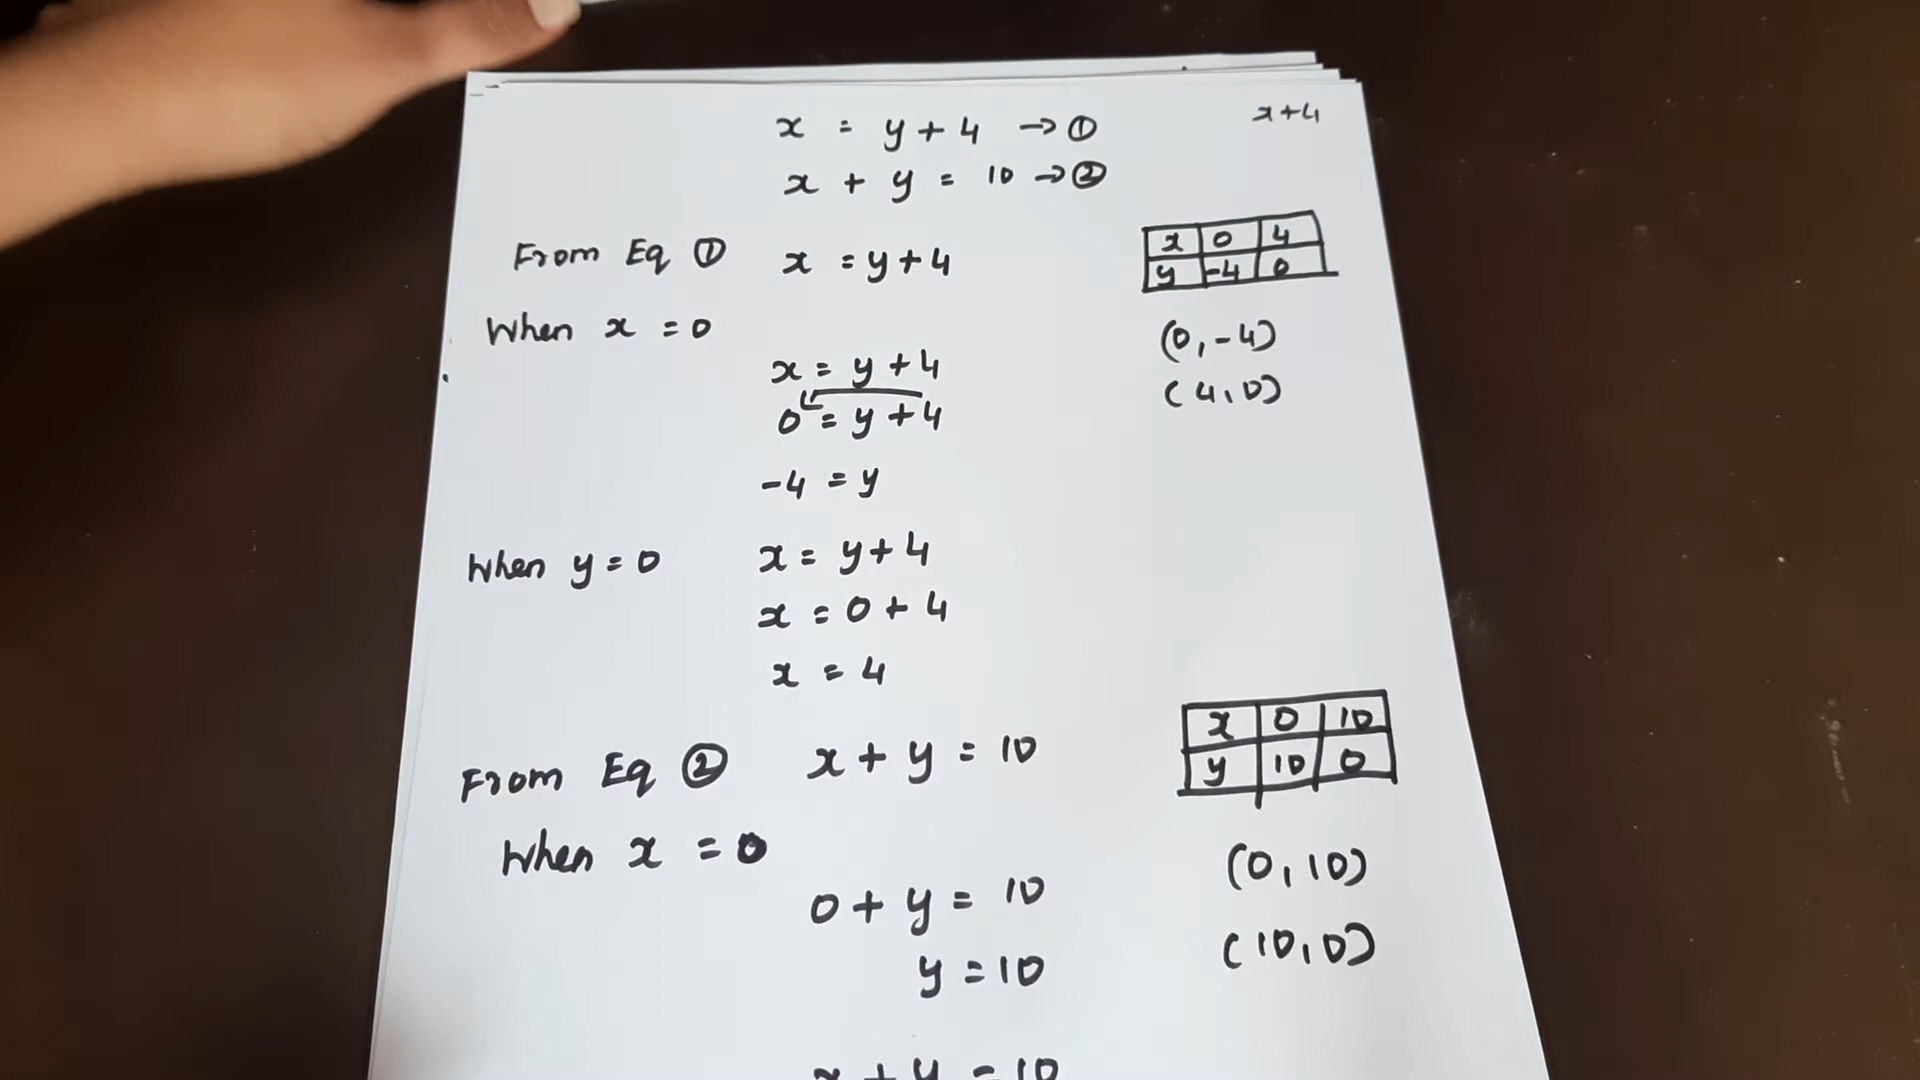 x = y + 4 → ①
x + 4
x + y = 10 → ②
From Eq ① x = y + 4
x 0 4
y -4 0
When x = 0
(0, -4)
x = y + 4
(4, 0)
0 = y + 4
-4 = y
When y = 0 x = y + 4
x = 0 + 4
x = 4
From Eq ② x + y = 10
x 0 10
y 10 0
When x = 0
(0, 10)
0 + y = 10
(10, 0)
y = 10
x + y = 10